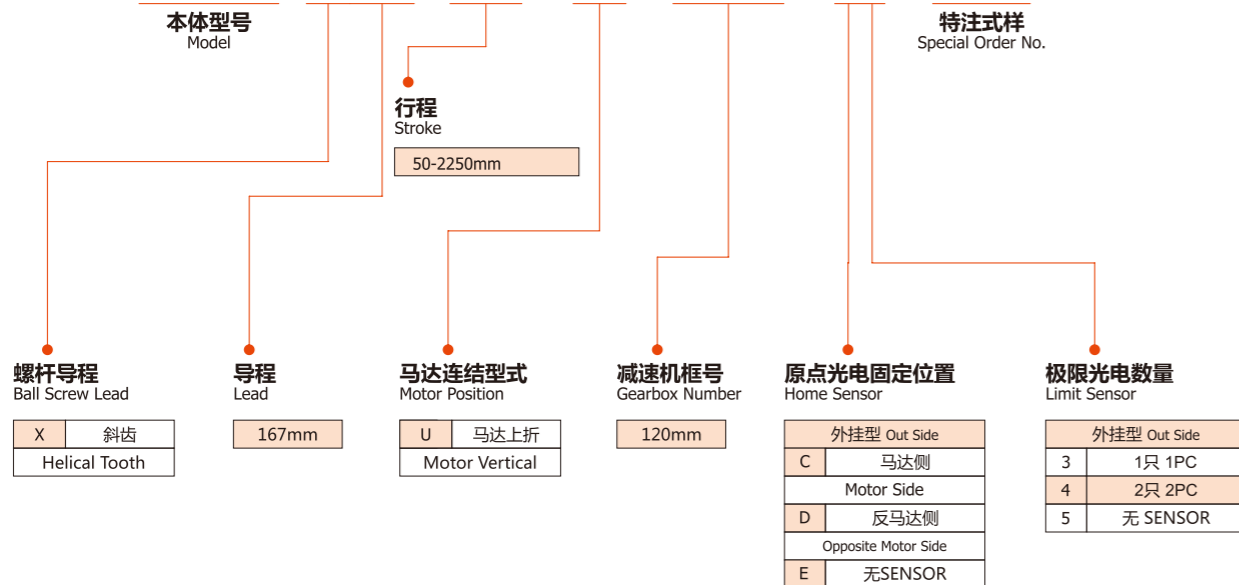 本体型号
Model
特注式样
Special Order No.
行程
Stroke
50-2250mm
螺杆导程
Ball Screw Lead
X 斜齿
Helical Tooth
导程
Lead
167mm
马达连结型式
Motor Position
U 马达上折
Motor Vertical
减速机框号
Gearbox Number
120mm
原点光电固定位置
Home Sensor
外挂型 Out Side
C 马达侧
Motor Side
D 反马达侧
Opposite Motor Side
E 无SENSOR
极限光电数量
Limit Sensor
外挂型 Out Side
3 1只 1PC
4 2只 2PC
5 无 SENSOR